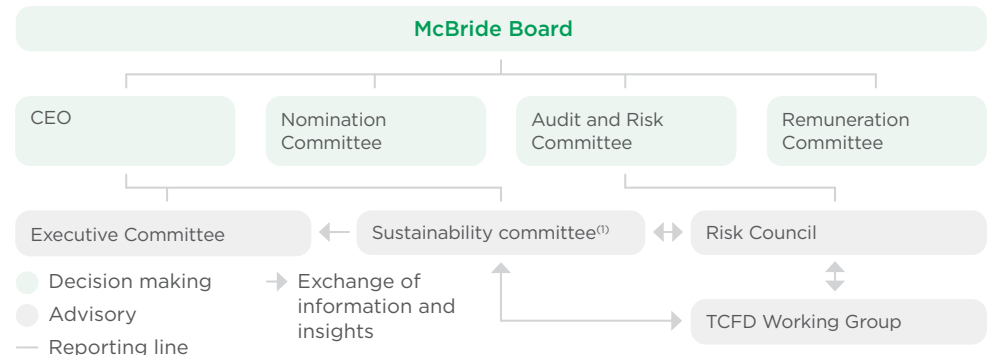 McBride Board
CEO
Nomination
Committee
Audit and Risk
Committee
Remuneration
Committee
Executive Committee
Sustainability committee⁽¹⁾
Risk Council
Decision making
Advisory
Reporting line
Exchange of
information and
insights
TCFD Working Group